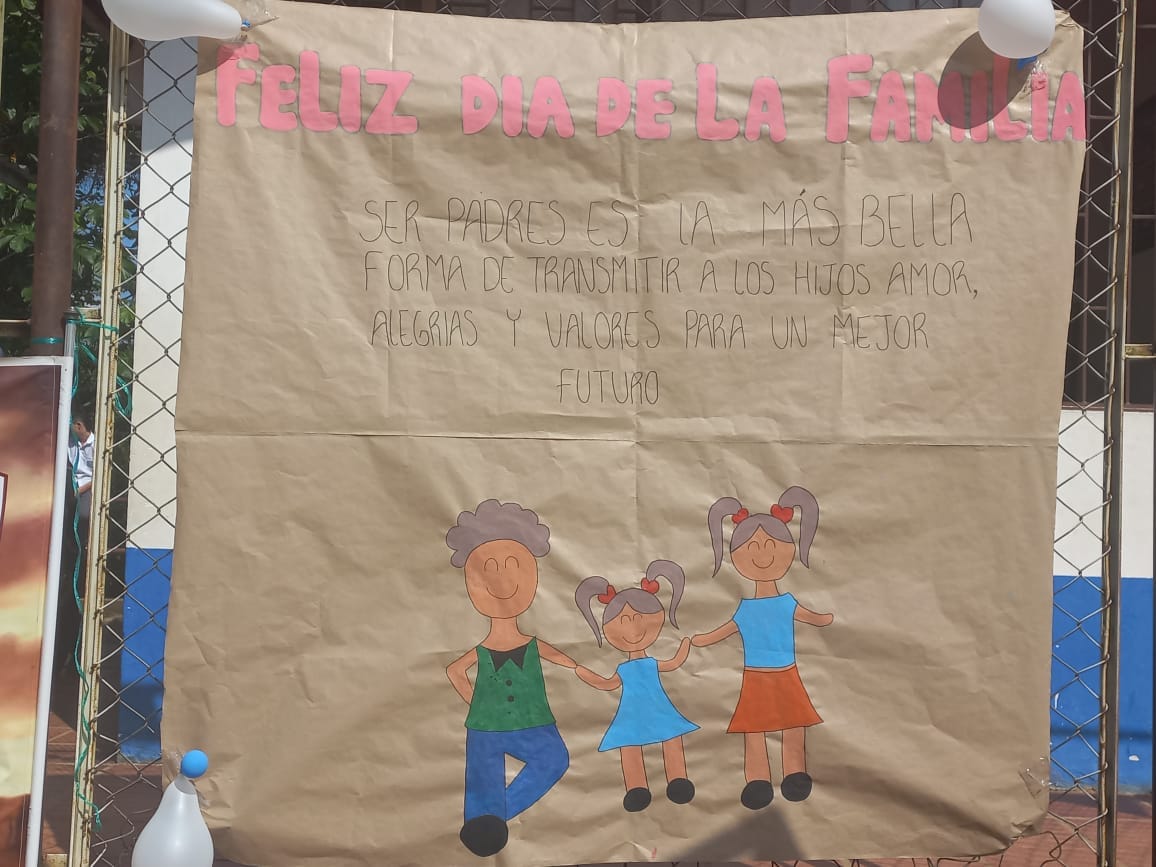 FELIZ DIA DE LA FAMILIA
SER PADRES ES LA MÁS BELLA
FORMA DE TRANSMITIR A LOS HIJOS AMOR,
ALEGRIAS Y VALORES PARA UN MEJOR
FUTURO